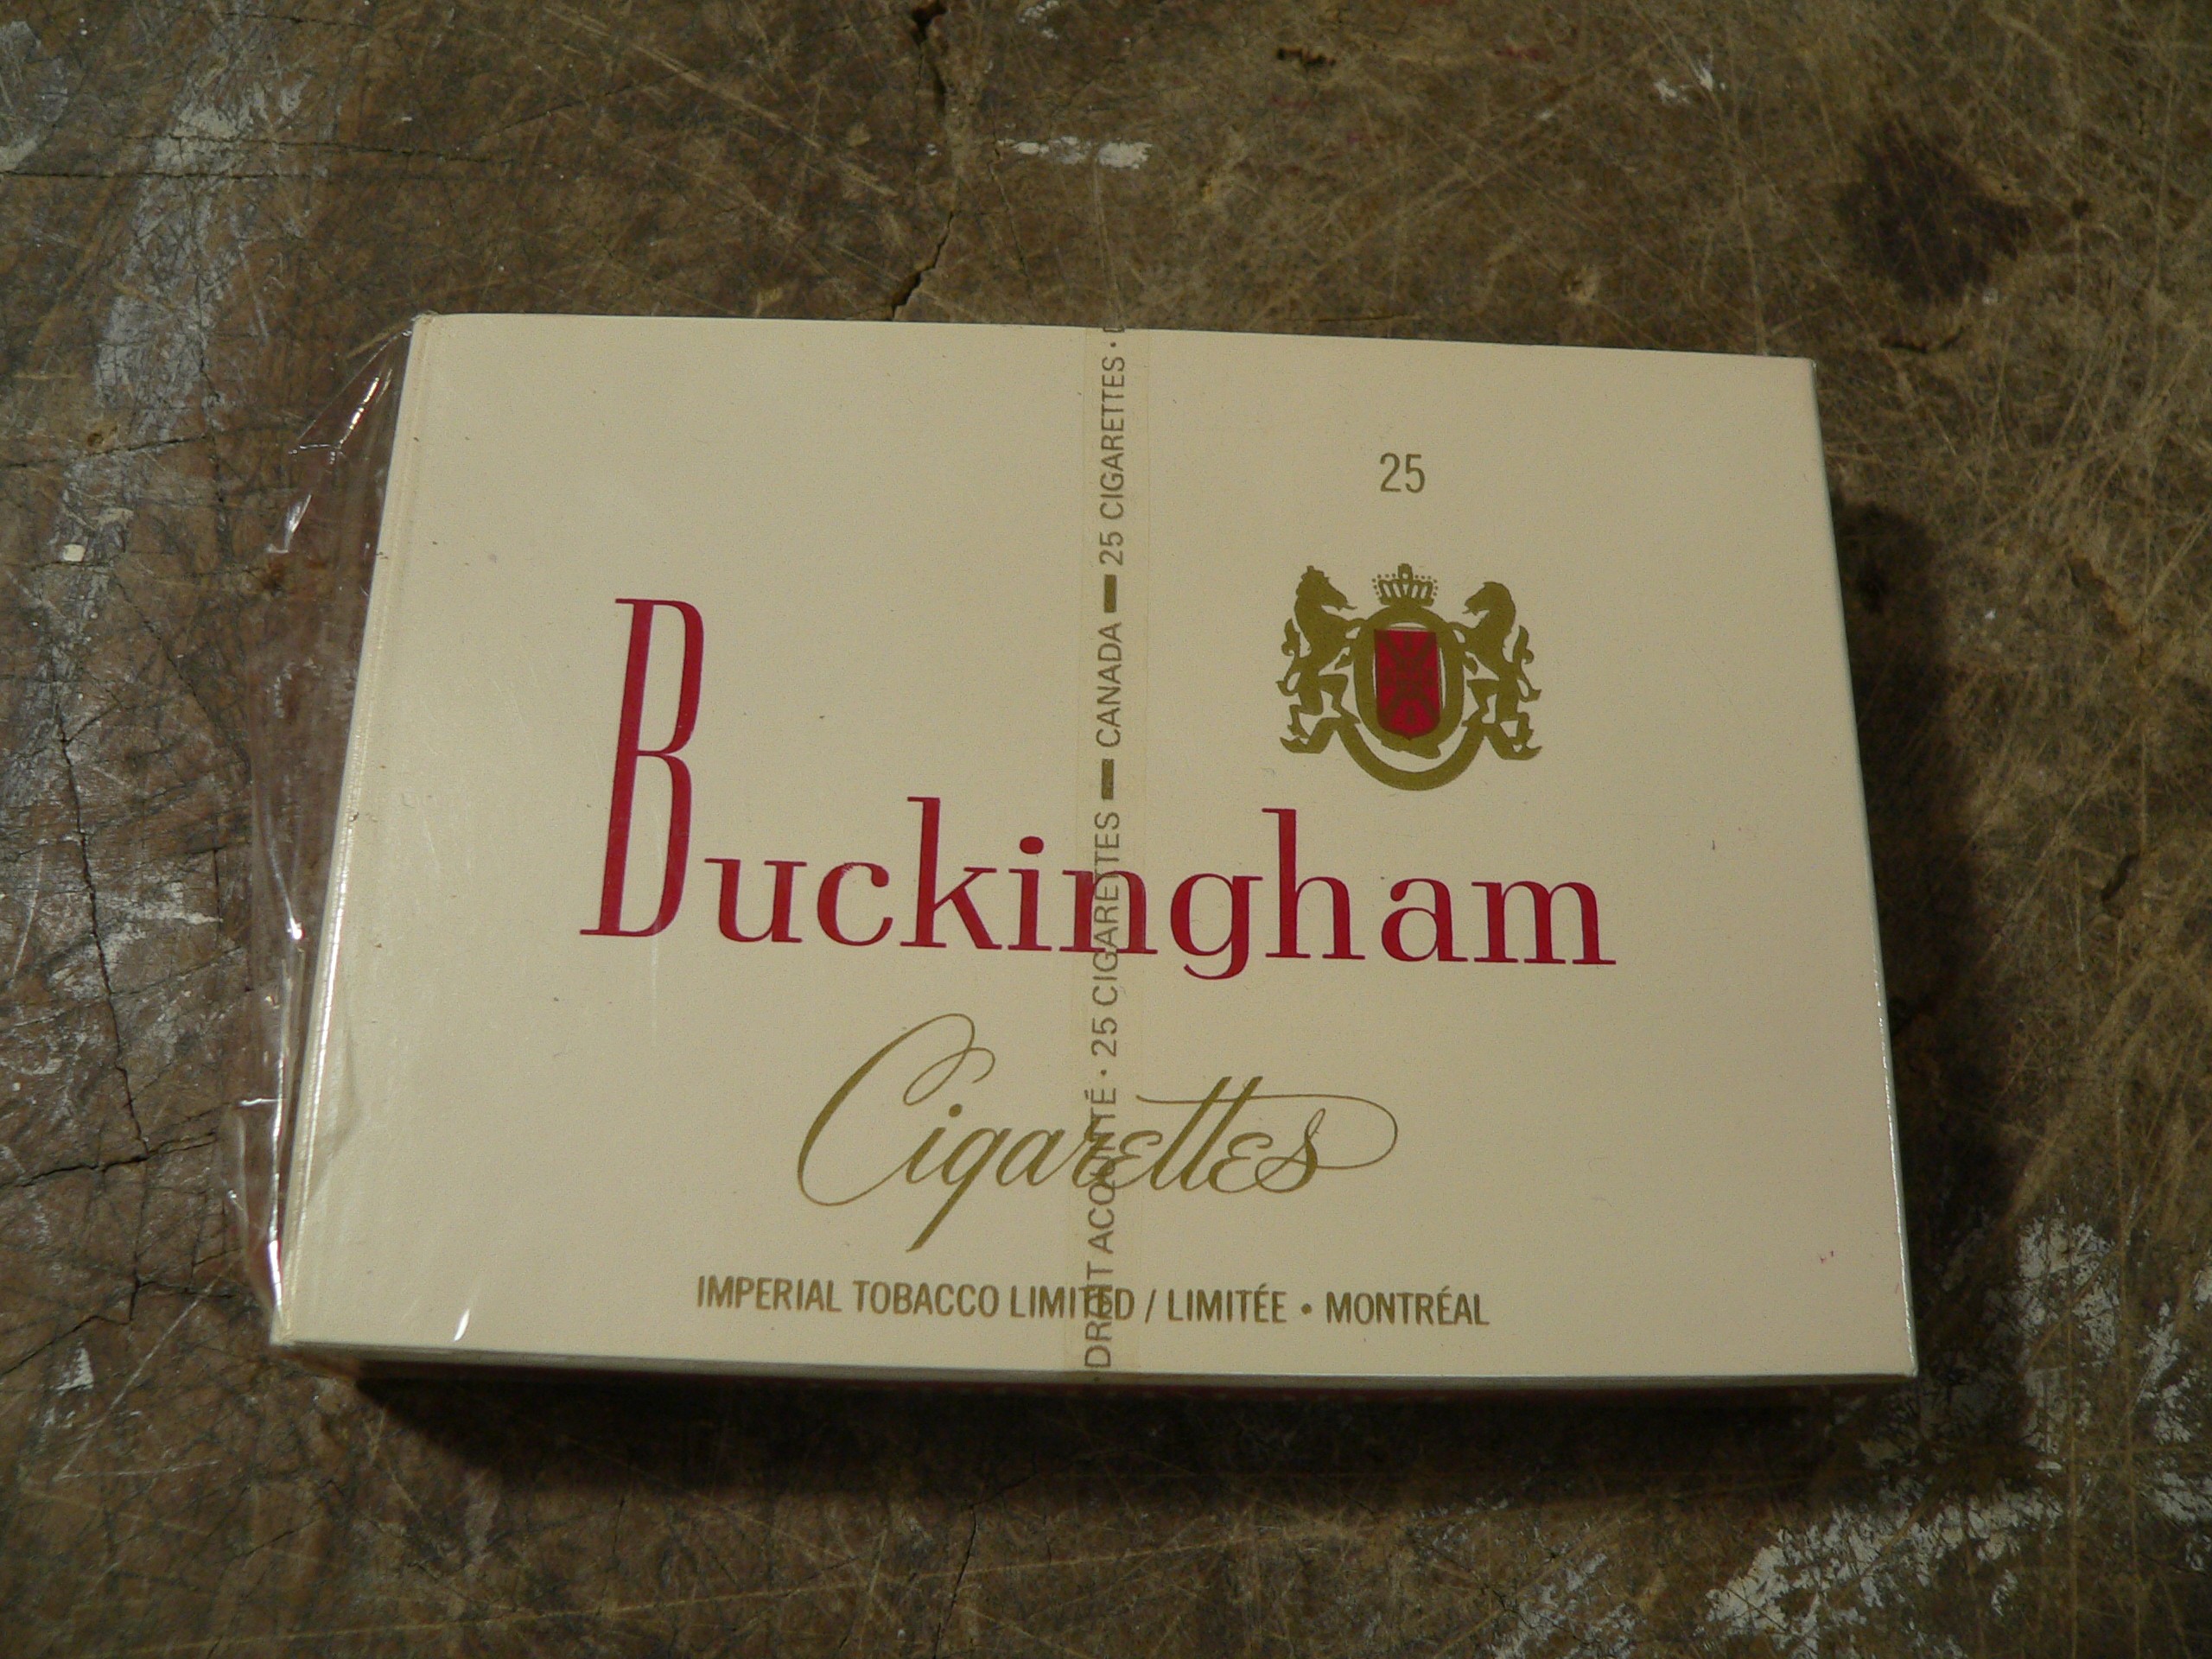 25
Buckingham
Cigarettes
IMPERIAL TOBACCO LIMITED / LIMITÉE • MONTRÉAL
DROIT ACQUITTÉ · 25 CIGARETTES — CANADA — 25 CIGARETTES ·